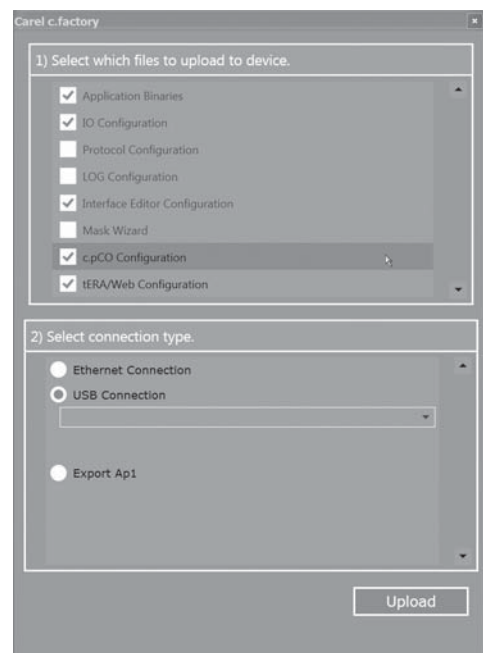 Carel c.factory
1) Select which files to upload to device.
Application Binaries
IO Configuration
Protocol Configuration
LOG Configuration
Interface Editor Configuration
Mask Wizard
c.pCO Configuration
tERA/Web Configuration
2) Select connection type.
Ethernet Connection
USB Connection
Export Ap1
Upload